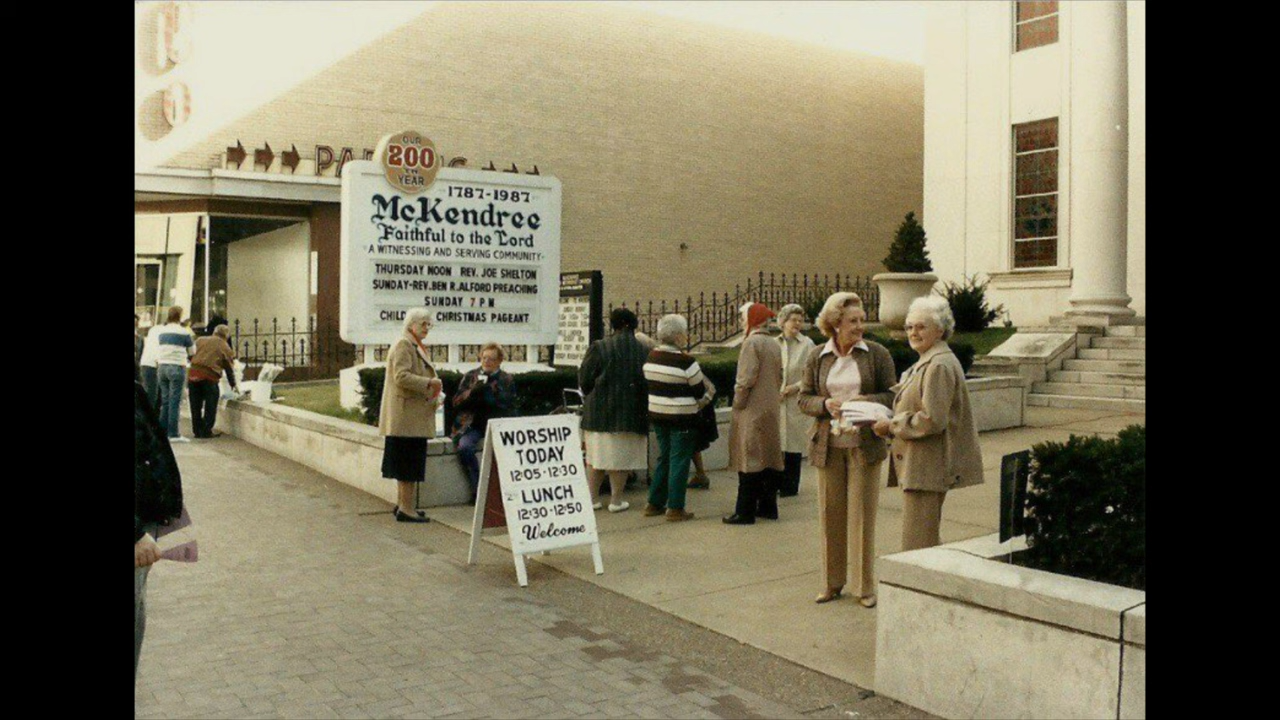 OUR
200
TH
YEAR
1787-1987
McKendree
Faithful to the Lord
A WITNESSING AND SERVING COMMUNITY
THURSDAY NOON REV. JOE SHELTON
SUNDAY-REV.BEN R.ALFORD PREACHING
SUNDAY 7 P M
CHRISTMAS PAGEANT
WORSHIP
TODAY
12:05-12:30
LUNCH
12:30-12:50
Welcome